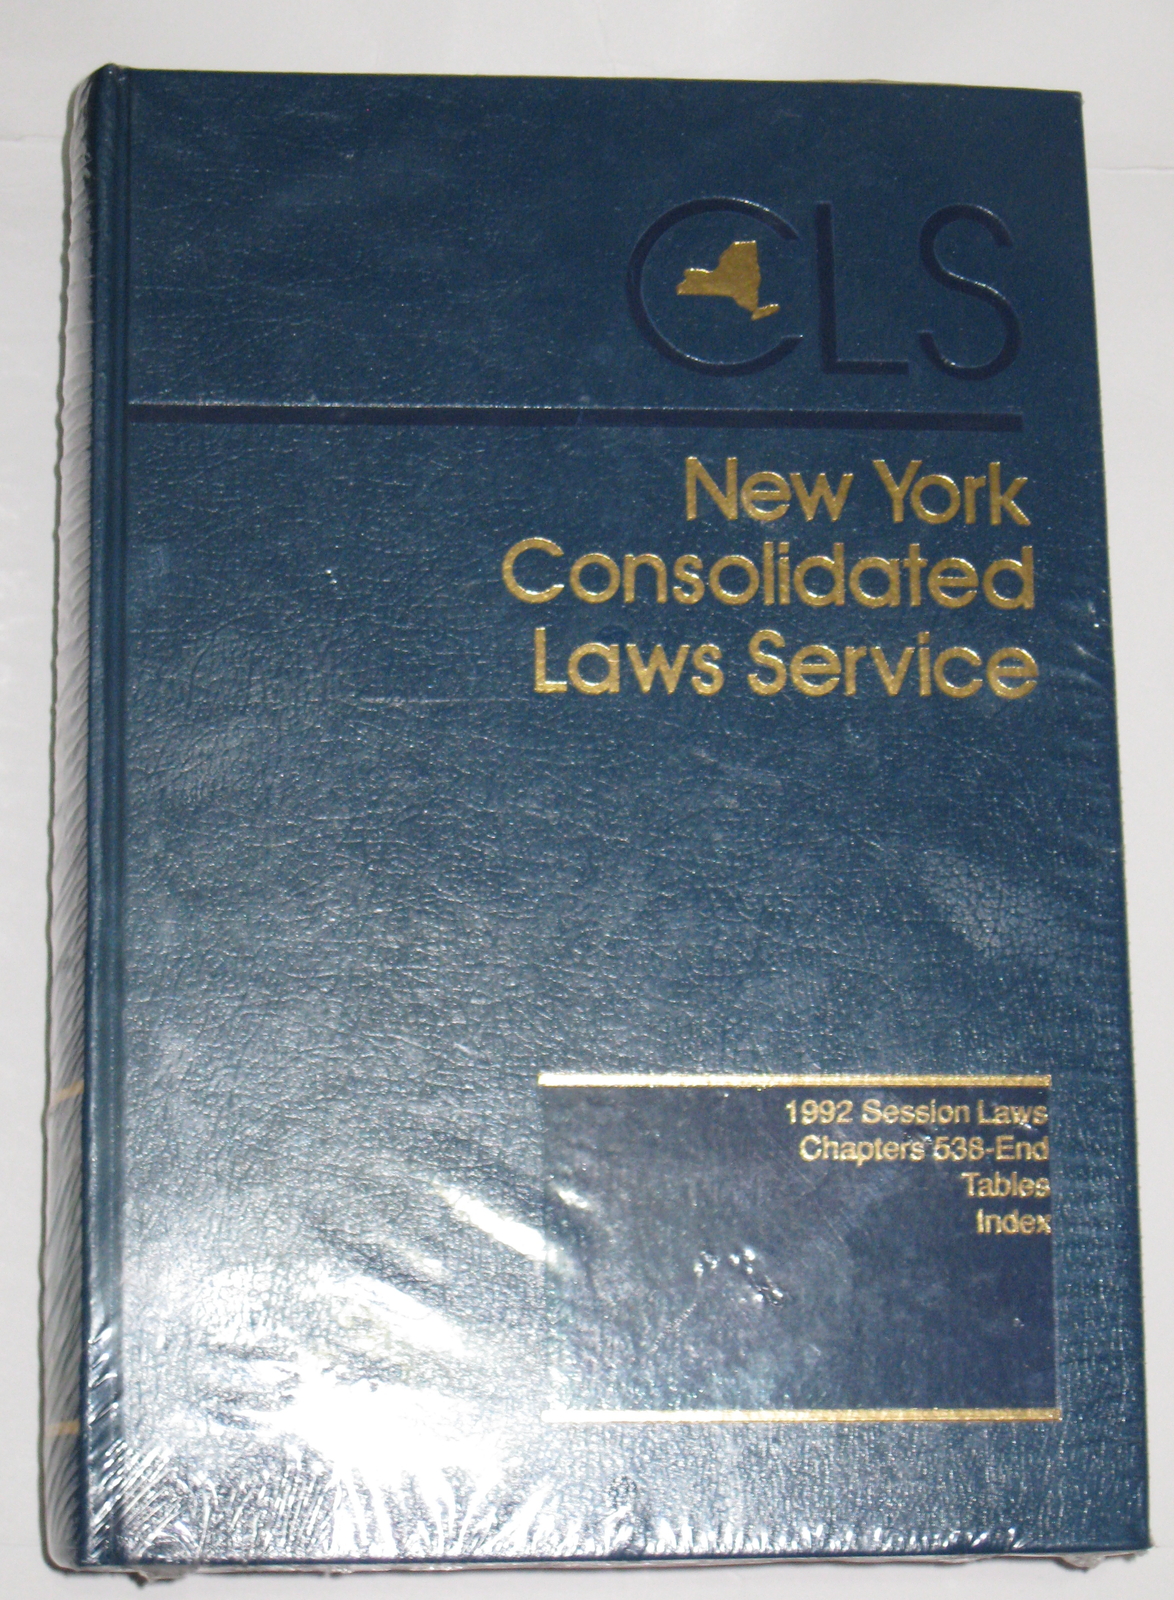 CLS
New York
Consolidated
Laws Service
1992 Session Laws
Chapters 538-End
Tables
Index